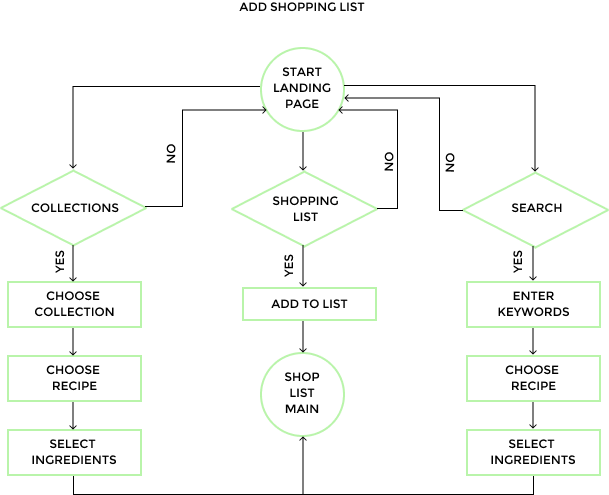 ADD SHOPPING LIST
START
LANDING
PAGE
NO
NO
NO
COLLECTIONS
SHOPPING
LIST
SEARCH
YES
YES
YES
CHOOSE
COLLECTION
ADD TO LIST
ENTER
KEYWORDS
CHOOSE
RECIPE
SHOP
LIST
MAIN
CHOOSE
RECIPE
SELECT
INGREDIENTS
SELECT
INGREDIENTS